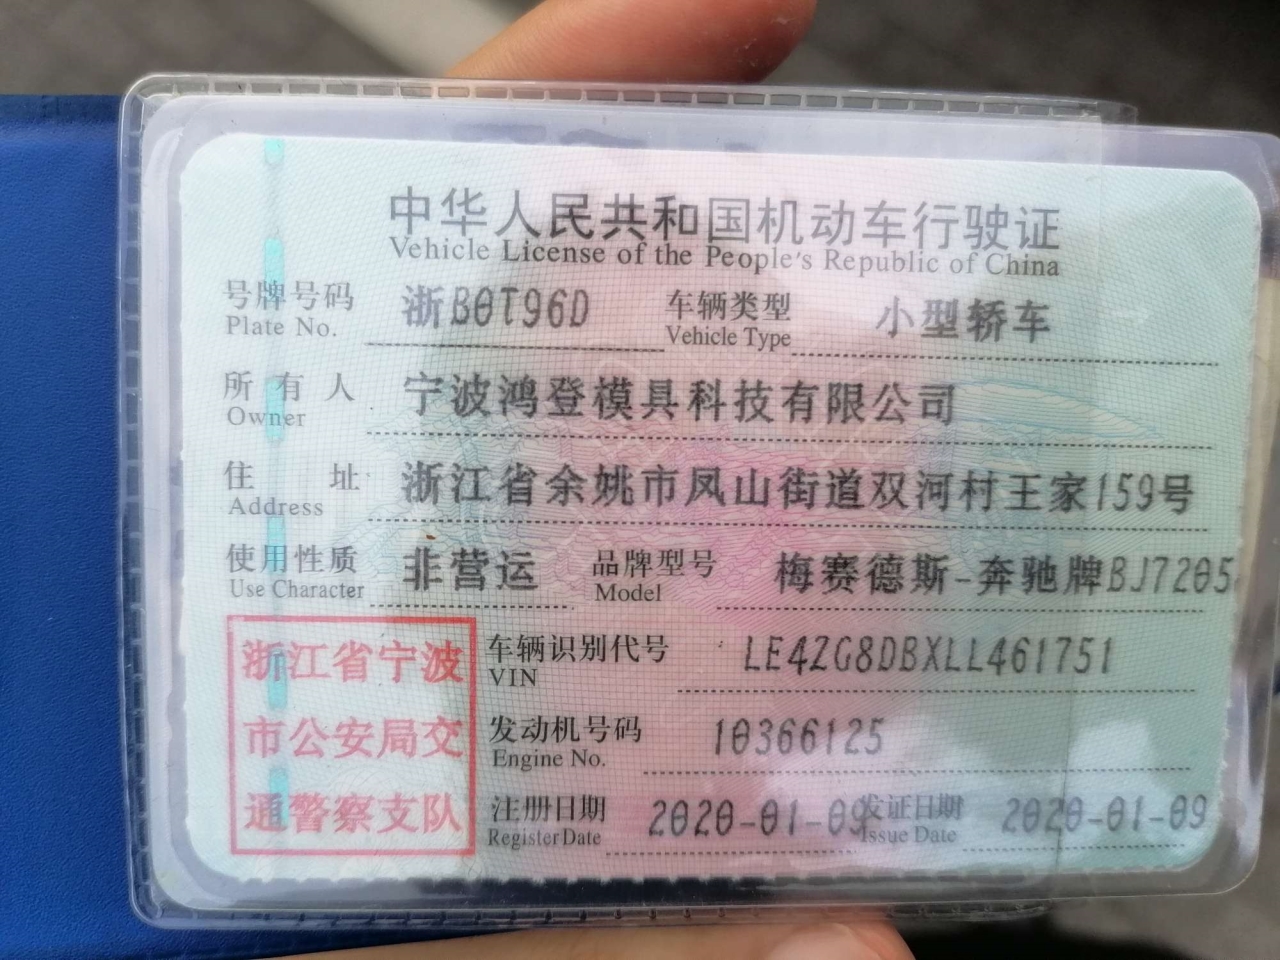 中华人民共和国机动车行驶证
Vehicle License of the People's Republic of China
号牌号码 浙B0T96D 车辆类型 小型轿车
Plate No. Vehicle Type
所有人 宁波鸿登模具科技有限公司
Owner
住址 浙江省余姚市凤山街道双河村王家159号
Address
使用性质 非营运 品牌型号 梅赛德斯-奔驰牌BJ7205
Use Character Model
浙江省宁波
市公安局交
通警察支队
车辆识别代号 LE4ZG8DBXLL461751
VIN
发动机号码 10366125
Engine No.
注册日期 2020-01-09 发证日期 2020-01-09
Register Date Issue Date